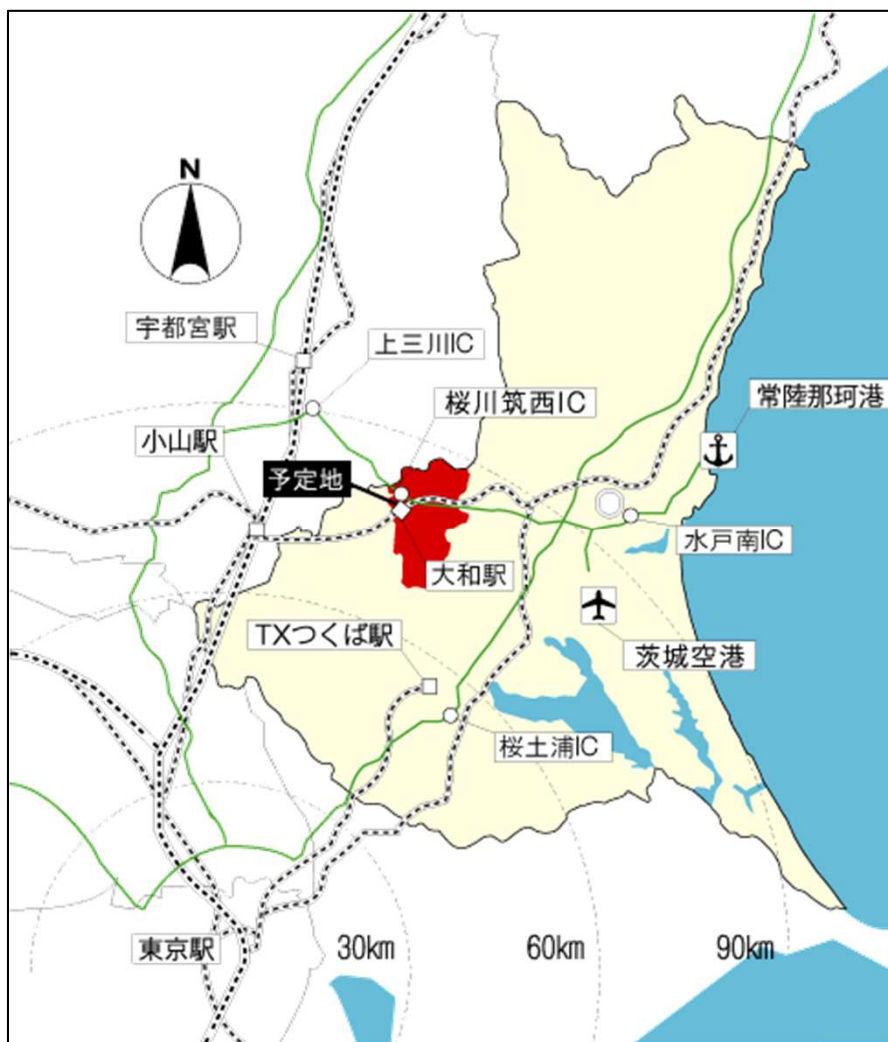 N
宇都宮駅
上三川IC
桜川筑西IC
常陸那珂港
小山駅
予定地
水戸南IC
大和駅
TXつくば駅
茨城空港
桜土浦IC
東京駅
30km
60km
90km